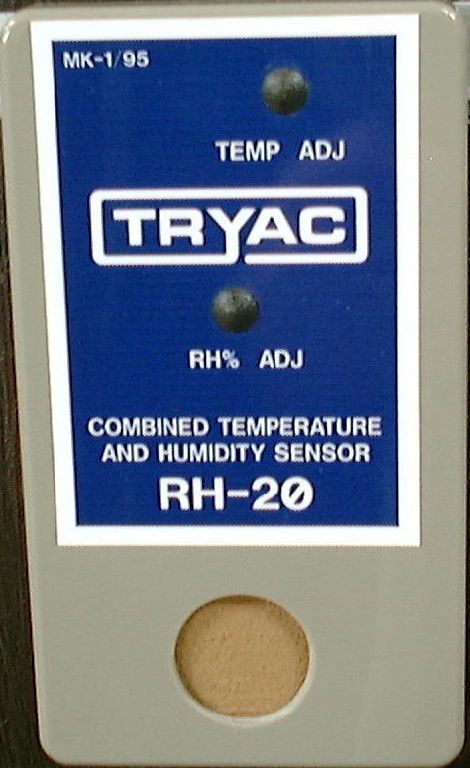 MK-1/95
TEMP ADJ
TRYAC
RH% ADJ
COMBINED TEMPERATURE
AND HUMIDITY SENSOR
RH-20